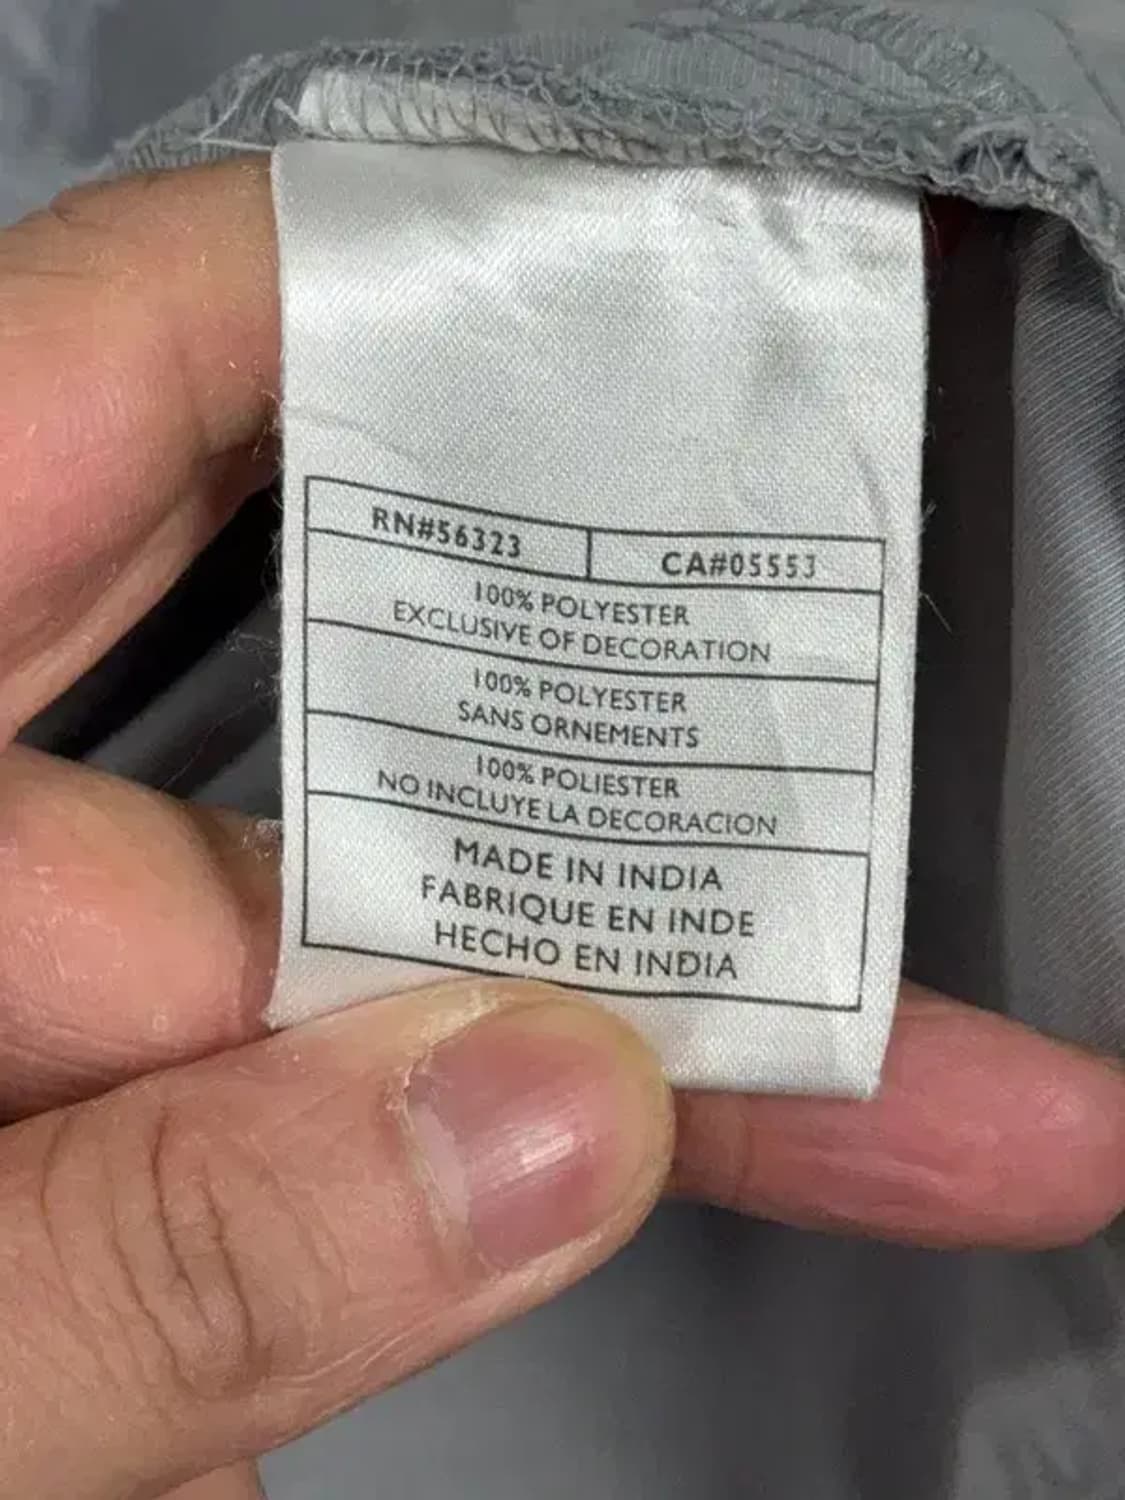 RN#56323
CA#05553
100% POLYESTER
EXCLUSIVE OF DECORATION
100% POLYESTER
SANS ORNEMENTS
100% POLIESTER
NO INCLUYE LA DECORACION
MADE IN INDIA
FABRIQUE EN INDE
HECHO EN INDIA